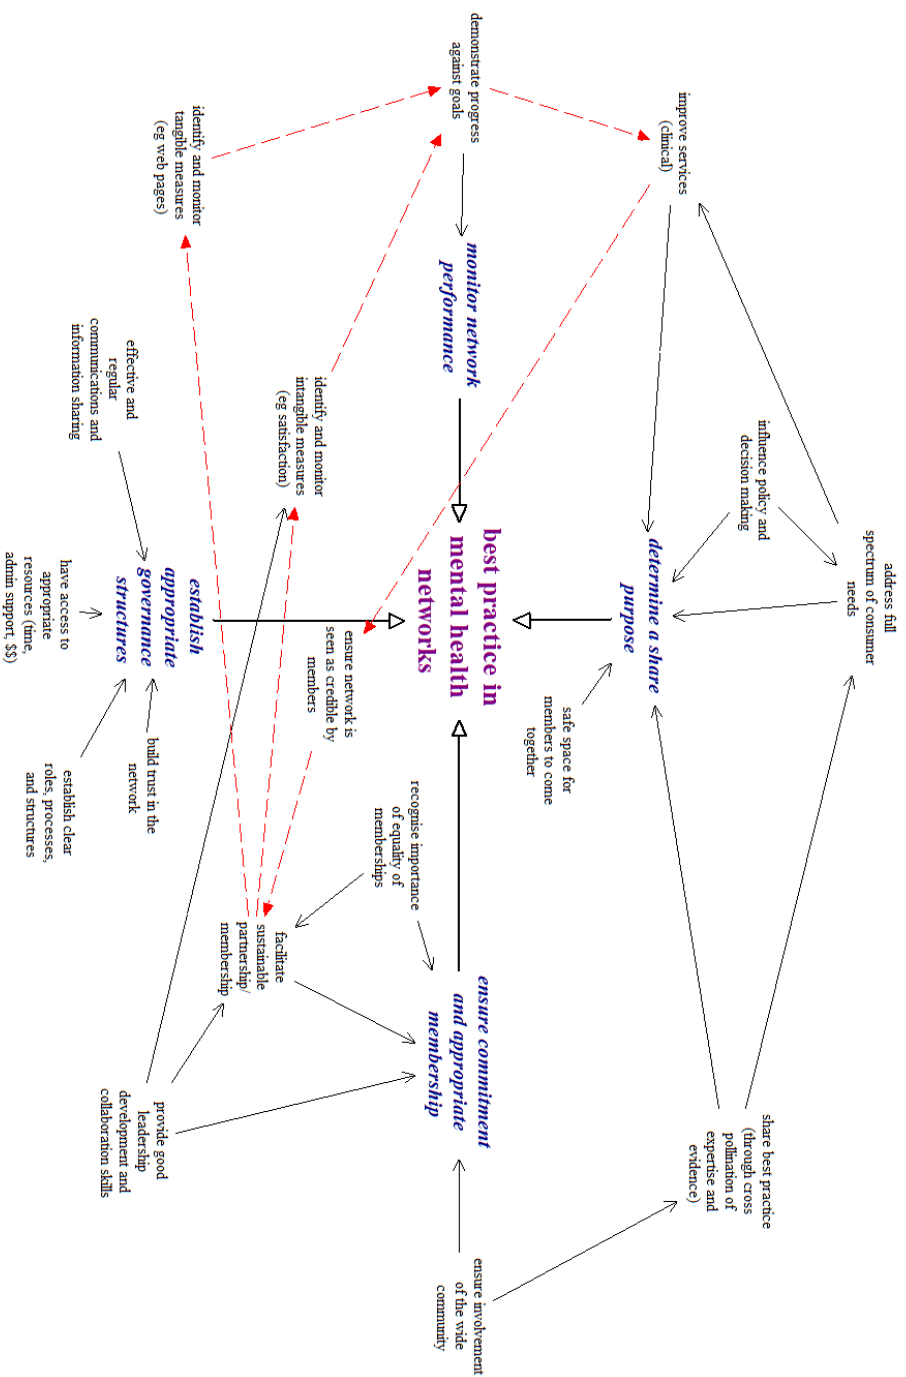 address full
spectrum of consumer
needs
improve services
(clinical)
influence policy and
decision making
share best practice
(through cross
pollination of
expertise and
evidence)
determine a share
purpose
safe space for
members to come
together
demonstrate progress
against goals
monitor network
performance
best practice in
mental health
networks
ensure commitment
and appropriate
membership
ensure involvement
of the wide
community
recognise importance
of equality of
memberships
ensure network is
seen as credible by
members
identify and monitor
intangible measures
(eg satisfaction)
facilitate
sustainable
partnership/
membership
identify and monitor
tangible measures
(eg web pages)
establish
appropriate
governance
structures
provide good
leadership
development and
collaboration skills
build trust in the
network
effective and
regular
communications and
information sharing
have access to
appropriate
resources (time,
admin support, $$)
establish clear
roles, processes,
and structures